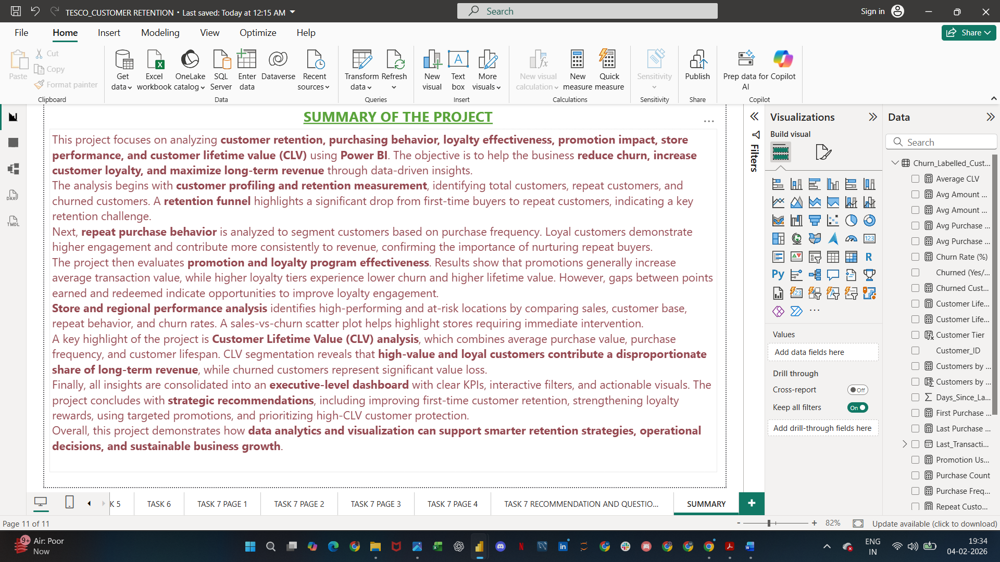 TESCO_CUSTOMER RETENTION • Last saved: Today at 12:15 AM
Search
Sign in
File
Home
Insert
Modeling
View
Optimize
Help
Share
Paste
Cut
Copy
Format painter
Clipboard
Get data
Excel workbook
OneLake catalog
SQL Server
Enter data
Dataverse
Recent sources
Data
Transform data
Refresh
Queries
New visual
Text box
More visuals
Insert
New visual calculation
New measure
Quick measure
Calculations
Sensitivity
Sensitivity
Publish
Share
Prep data for AI
Copilot
Copilot
SUMMARY OF THE PROJECT
This project focuses on analyzing customer retention, purchasing behavior, loyalty effectiveness, promotion impact, store
performance, and customer lifetime value (CLV) using Power BI. The objective is to help the business reduce churn, increase
customer loyalty, and maximize long-term revenue through data-driven insights.
The analysis begins with customer profiling and retention measurement, identifying total customers, repeat customers, and
churned customers. A retention funnel highlights a significant drop from first-time buyers to repeat customers, indicating a key
retention challenge.
Next, repeat purchase behavior is analyzed to segment customers based on purchase frequency. Loyal customers demonstrate
higher engagement and contribute more consistently to revenue, confirming the importance of nurturing repeat buyers.
The project then evaluates promotion and loyalty program effectiveness. Results show that promotions generally increase
average transaction value, while higher loyalty tiers experience lower churn and higher lifetime value. However, gaps between points
earned and redeemed indicate opportunities to improve loyalty engagement.
Store and regional performance analysis identifies high-performing and at-risk locations by comparing sales, customer base,
repeat behavior, and churn rates. A sales-vs-churn scatter plot helps highlight stores requiring immediate intervention.
A key highlight of the project is Customer Lifetime Value (CLV) analysis, which combines average purchase value, purchase
frequency, and customer lifespan. CLV segmentation reveals that high-value and loyal customers contribute a disproportionate
share of long-term revenue, while churned customers represent significant value loss.
Finally, all insights are consolidated into an executive-level dashboard with clear KPIs, interactive filters, and actionable visuals. The
project concludes with strategic recommendations, including improving first-time customer retention, strengthening loyalty
rewards, using targeted promotions, and prioritizing high-CLV customer protection.
Overall, this project demonstrates how data analytics and visualization can support smarter retention strategies, operational
decisions, and sustainable business growth.
DAX
TMDL
Filters
Visualizations
Build visual
123
R
Py
Values
Add data fields here
Drill through
Cross-report
Off
Keep all filters
On
Add drill-through fields here
Data
Search
Churn_Labelled_Cust...
Average CLV
Avg Amount ...
Avg Amount ...
Avg Purchase ...
Avg Purchase ...
Churn Rate (%)
Churned (Yes/...
Churned Cust...
Customer Life...
Customer Life...
Customer Tier
Customer_ID
Customers by ...
Customers by ...
Days_Since_La...
First Purchase ...
Last Purchase ...
Last_Transacti...
Promotion Us...
Purchase Count
Purchase Freq...
Repeat Custo...
K 5
TASK 6
TASK 7 PAGE 1
TASK 7 PAGE 2
TASK 7 PAGE 3
TASK 7 PAGE 4
TASK 7 RECOMMENDATION AND QUESTIO...
SUMMARY
+
Page 11 of 11
- + 82%
Update available (click to download)
9+
Air: Poor
Now
ENG
IN
19:34
04-02-2026